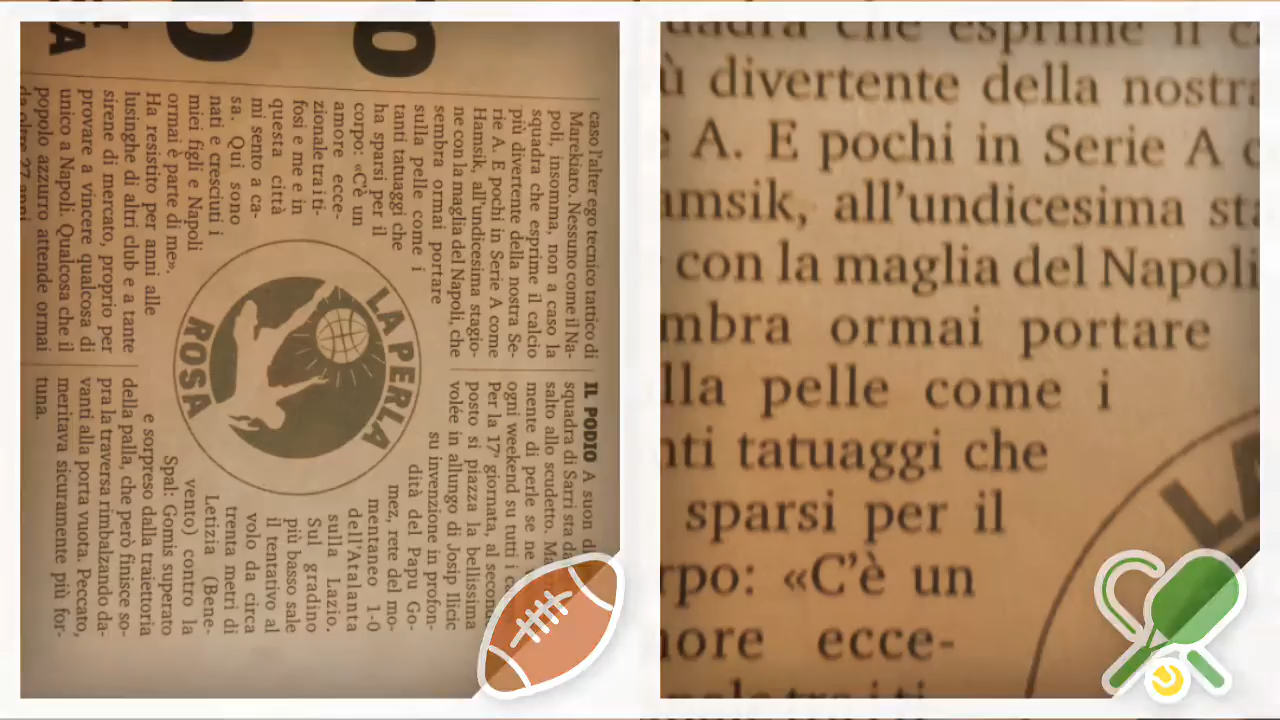 caso l'alter ego tecnico tattico di
Marekiaro. Nessuno come il Na-
poli, insomma, non a caso la
squadra che esprime il calcio
più divertente della nostra Se-
rie A. E pochi in Serie A come
Hamsik, all'undicesima stagio-
ne con la maglia del Napoli, che
sembra ormai portare
sulla pelle come i
tanti tatuaggi che
ha sparsi per il
corpo: «C'è un
amore ecce-
zionale tra i ti-
fosi e me e in
questa città
mi sento a ca-
sa. Qui sono
nati e cresciuti i
miei figli e Napoli
ormai è parte di me».
Ha resistito per anni alle
lusinghe di altri club e a tante
sirene di mercato, proprio per
provare a vincere qualcosa di
unico a Napoli. Qualcosa che il
popolo azzurro attende ormai
da oltre 27 anni
LA PERLA
ROSA
IL PODIO A suon d
squadra di Sarri sta da
salto allo scudetto. Ma
mente di perle se ne
ogni weekend su tutti i c
Per la 17ª giornata, al secon
posto si piazza la bellissima
volée in allungo di Josip Ilicic
su invenzione in profon-
dità del Papu Go-
mez, rete del mo-
mentaneo 1-0
dell'Atalanta
sulla Lazio.
Sul gradino
più basso sale
il tentativo al
volo da circa
trenta metri di
Letizia (Bene-
vento) contro la
Spal: Gomis superato
e sorpreso dalla traiettoria
della palla, che però finisce so-
pra la traversa rimbalzando da-
vanti alla porta vuota. Peccato,
meritava sicuramente più for-
tuna.
uadra che esprime il c
ù divertente della nostra
e A. E pochi in Serie A c
amsik, all'undicesima sta
con la maglia del Napoli
mbra ormai portare
lla pelle come i
nti tatuaggi che
sparsi per il
rpo: «C'è un
nore ecce-
LA